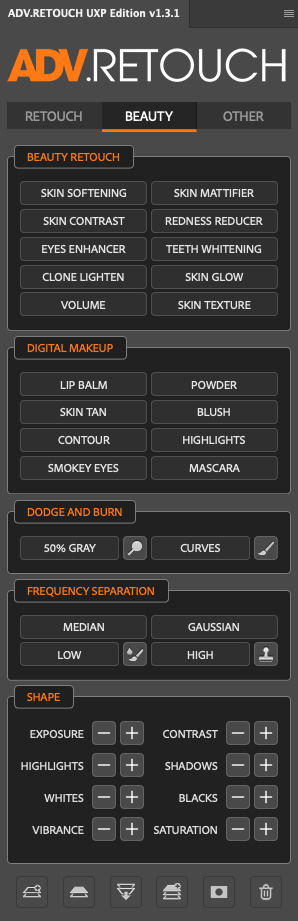 ADV.RETOUCH UXP Edition v1.3.1
ADV.RETOUCH
RETOUCH BEAUTY OTHER
BEAUTY RETOUCH
SKIN SOFTENING SKIN MATTIFIER
SKIN CONTRAST REDNESS REDUCER
EYES ENHANCER TEETH WHITENING
CLONE LIGHTEN SKIN GLOW
VOLUME SKIN TEXTURE
DIGITAL MAKEUP
LIP BALM POWDER
SKIN TAN BLUSH
CONTOUR HIGHLIGHTS
SMOKEY EYES MASCARA
DODGE AND BURN
50% GRAY CURVES
FREQUENCY SEPARATION
MEDIAN GAUSSIAN
LOW HIGH
SHAPE
EXPOSURE − + CONTRAST − +
HIGHLIGHTS − + SHADOWS − +
WHITES − + BLACKS − +
VIBRANCE − + SATURATION − +